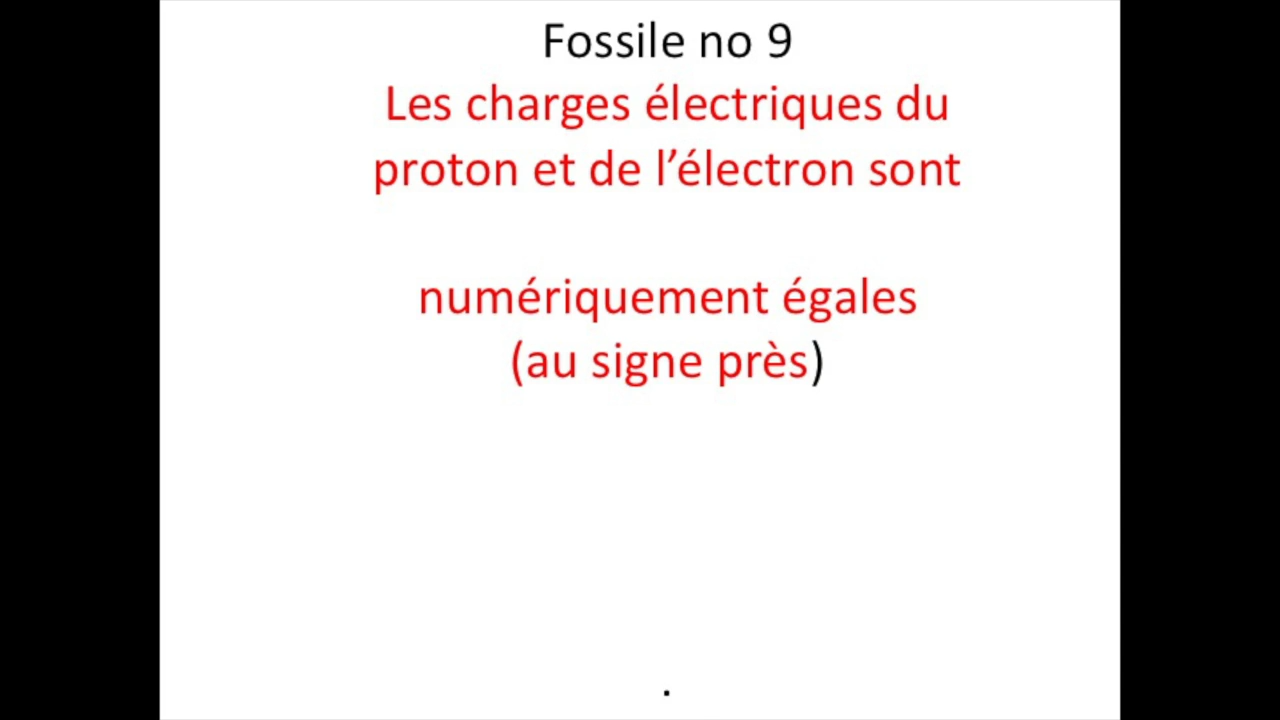 Fossile no 9
Les charges électriques du
proton et de l’électron sont
numériquement égales
(au signe près)
.